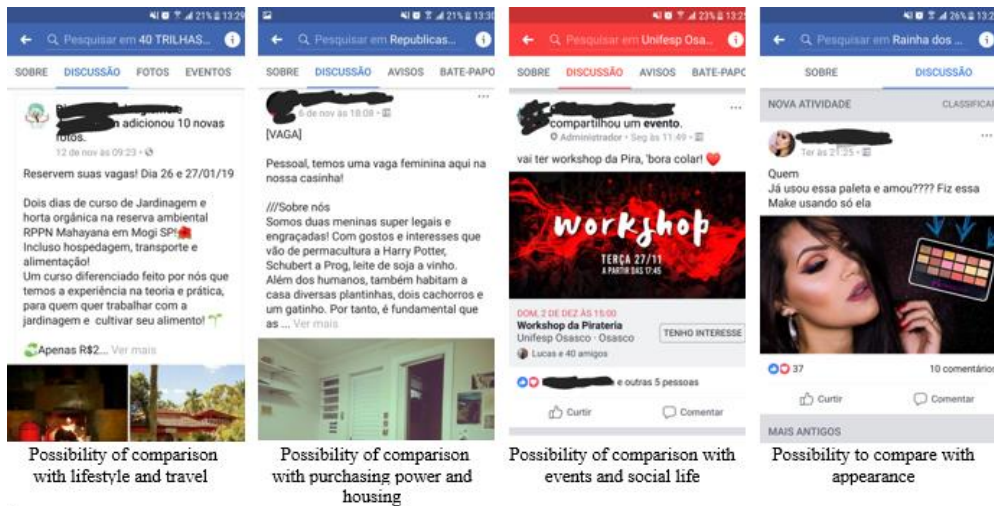 21% 13:29
Pesquisar em 40 TRILHAS...
SOBRE DISCUSSÃO FOTOS EVENTOS
adicionou 10 novas
fotos.
12 de nov às 09:23
Reservem suas vagas! Dia 26 e 27/01/19
Dois dias de curso de Jardinagem e
horta orgânica na reserva ambiental
RPPN Mahayana em Mogi SP!
Incluso hospedagem, transporte e
alimentação!
Um curso diferenciado feito por nós que
temos a experiência na teoria e prática,
para quem quer trabalhar com a
jardinagem e cultivar seu alimento!
Apenas R$2... Ver mais
Possibility of comparison
with lifestyle and travel
21% 13:30
Pesquisar em Republicas...
SOBRE DISCUSSÃO AVISOS BATE-PAPO
6 de nov às 18:08
[VAGA]
Pessoal, temos uma vaga feminina aqui na
nossa casinha!
///Sobre nós
Somos duas meninas super legais e
engraçadas! Com gostos e interesses que
vão de permacultura a Harry Potter,
Schubert a Prog, leite de soja a vinho.
Além dos humanos, também habitam a
casa diversas plantinhas, dois cachorros e
um gatinho. Por tanto, é fundamental que
as ... Ver mais
Possibility of comparison
with purchasing power and
housing
23%
Pesquisar em Unifesp Osa...
SOBRE DISCUSSÃO AVISOS BATE-PAPO
compartilhou um evento.
Administrador • Seg às 11:49
vai ter workshop da Pira, 'bora colar!
workshop
TERÇA 27/11
A PARTIR DAS 17:45
DOM, 2 DE DEZ ÀS 15:00
Workshop da Pirateria
Unifesp Osasco · Osasco
TENHO INTERESSE
Lucas e 40 amigos
e outras 5 pessoas
Curtir Comentar
Possibility of comparison with
events and social life
26%
Pesquisar em Rainha dos ...
SOBRE DISCUSSÃO
NOVA ATIVIDADE CLASSIFICAR
Ter às 21:25
Quem
Já usou essa paleta e amou???? Fiz essa
Make usando só ela
37 10 comentários
Curtir Comentar
MAIS ANTIGOS
Possibility to compare with
appearance